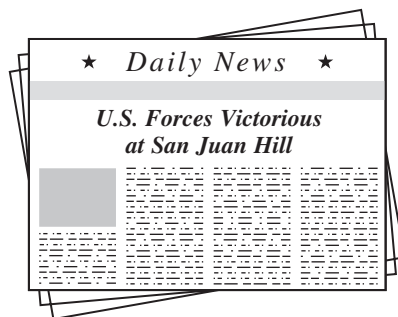 ★ Daily News ★
U.S. Forces Victorious
at San Juan Hill